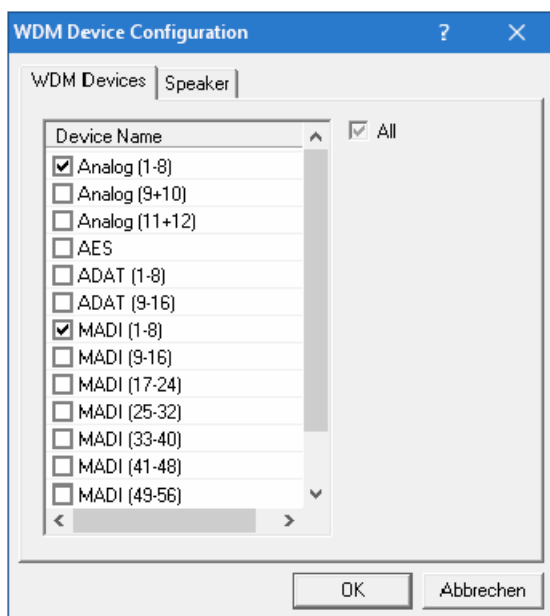 WDM Device Configuration
WDM Devices
Speaker
Device Name
All
Analog (1-8)
Analog (9+10)
Analog (11+12)
AES
ADAT (1-8)
ADAT (9-16)
MADI (1-8)
MADI (9-16)
MADI (17-24)
MADI (25-32)
MADI (33-40)
MADI (41-48)
MADI (49-56)
OK
Abbrechen